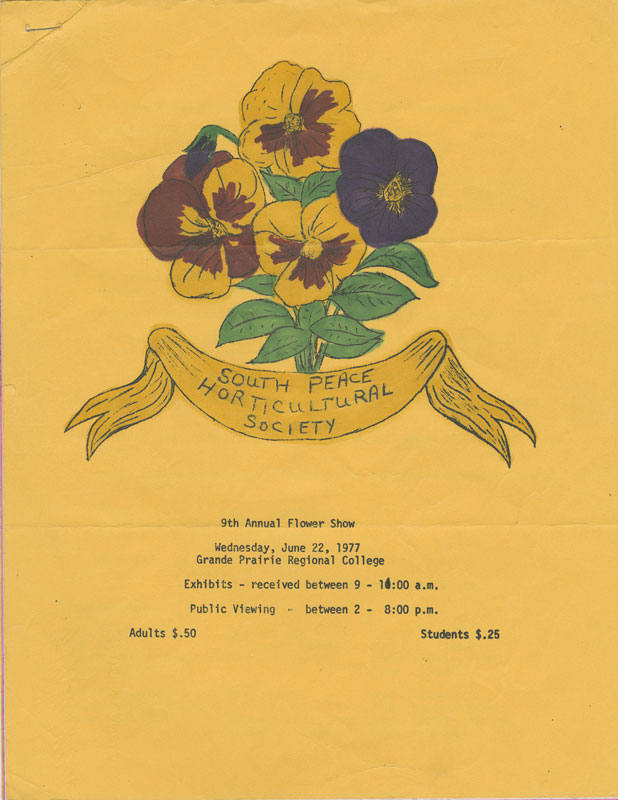 SOUTH PEACE
HORTICULTURAL
SOCIETY
9th Annual Flower Show
Wednesday, June 22, 1977
Grande Prairie Regional College
Exhibits - received between 9 - :00 a.m.
Public Viewing - between 2 - 8:00 p.m.
Adults $.50 Students $.25